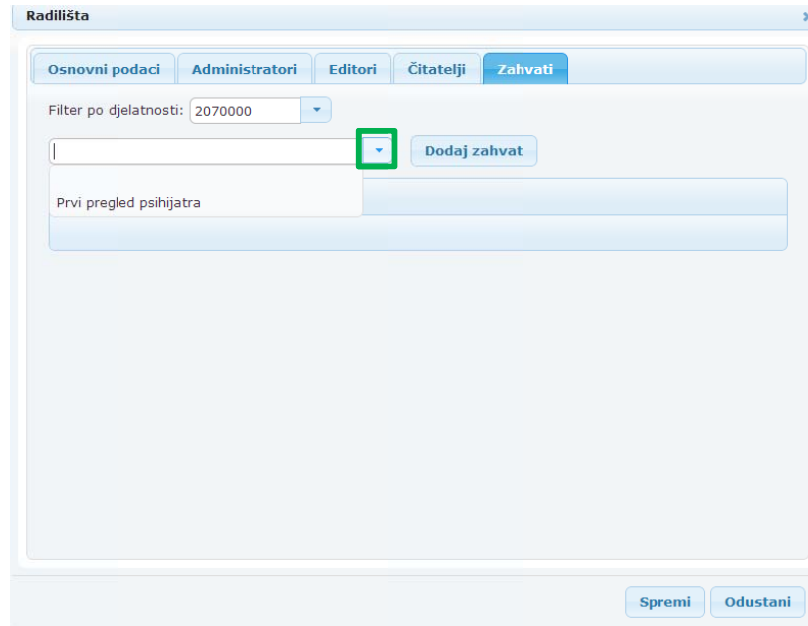 Radilišta
Osnovni podaci Administratori Editori Čitatelji Zahvati
Filter po djelatnosti: 2070000
Dodaj zahvat
Prvi pregled psihijatra
Spremi Odustani